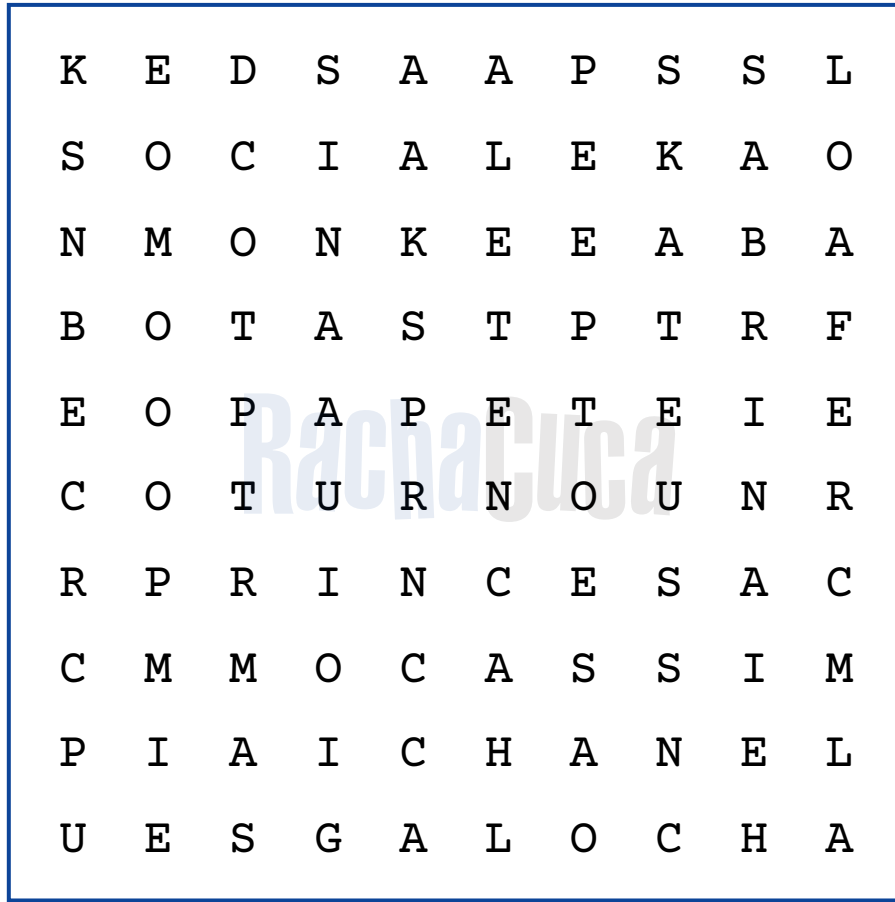 K E D S A A P S S L
S O C I A L E K A O
N M O N K E E A B A
B O T A S T P T R F
E O P A P E T E I E
RachaCuca
C O T U R N O U N R
R P R I N C E S A C
C M M O C A S S I M
P I A I C H A N E L
U E S G A L O C H A